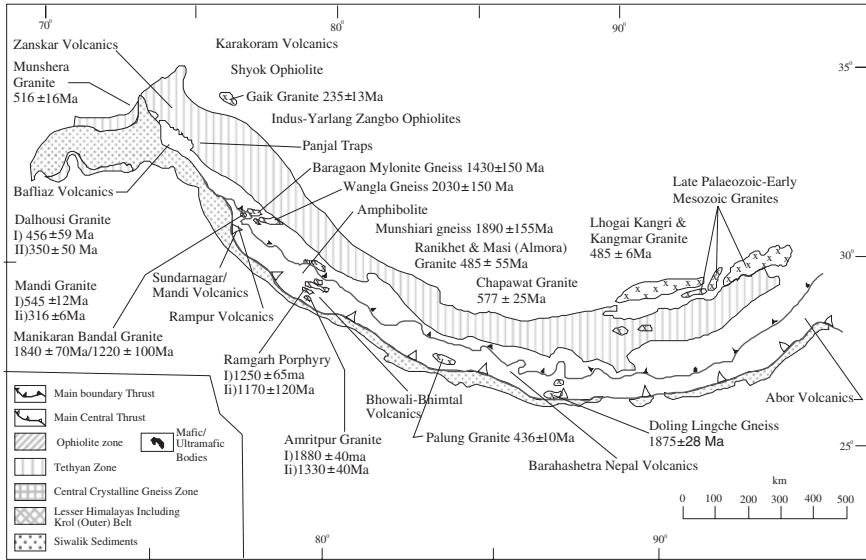 70°
80°
90°
35°
30°
25°
80°
90°
Zanskar Volcanics
Karakoram Volcanics
Munshera
Granite
516 ±16Ma
Shyok Ophiolite
Gaik Granite 235±13Ma
Indus-Yarlang Zangbo Ophiolites
Panjal Traps
Baragaon Mylonite Gneiss 1430±150 Ma
Wangla Gneiss 2030±150 Ma
Bafliaz Volcanics
Amphibolite
Munshiari gneiss 1890 ±155Ma
Ranikhet & Masi (Almora)
Granite 485 ± 55Ma
Chapawat Granite
577 ± 25Ma
Late Palaeozoic-Early
Mesozoic Granites
Lhogai Kangri &
Kangmar Granite
485 ± 6Ma
Dalhousi Granite
I) 456±59 Ma
II)350±50 Ma
Mandi Granite
I)545 ±12Ma
Ii)316 ±6Ma
Manikaran Bandal Granite
1840 ±70Ma/1220 ±100Ma
Sundarnagar/
Mandi Volcanics
Rampur Volcanics
Ramgarh Porphyry
I)1250 ±65ma
Ii)1170±120Ma
Bhowali-Bhimtal
Volcanics
Amritpur Granite
I)1880 ±40ma
Ii)1330±40Ma
Palung Granite 436±10Ma
Barahashetra Nepal Volcanics
Doling Lingche Gneiss
1875±28 Ma
Abor Volcanics
Main boundary Thrust
Main Central Thrust
Ophiolite zone
Mafic/
Ultramafic
Bodies
Tethyan Zone
Central Crystalline Gneiss Zone
Lesser Himalayas Including
Krol (Outer) Belt
Siwalik Sediments
km
0 100 200 300 400 500